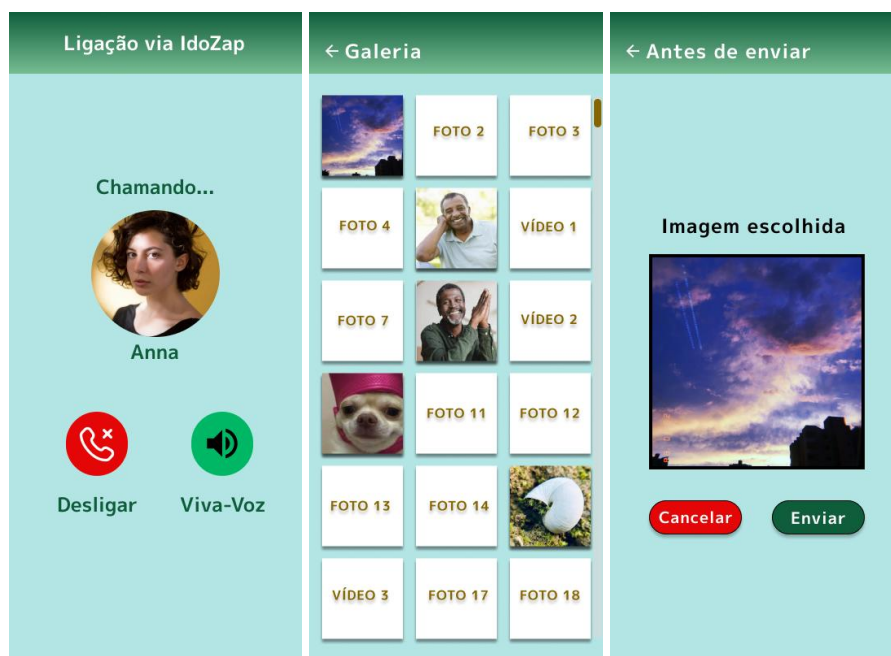 Ligação via IdoZap
Chamando...
Anna
Desligar
Viva-Voz
← Galeria
FOTO 2
FOTO 3
FOTO 4
VÍDEO 1
FOTO 7
VÍDEO 2
FOTO 11
FOTO 12
FOTO 13
FOTO 14
VÍDEO 3
FOTO 17
FOTO 18
← Antes de enviar
Imagem escolhida
Cancelar
Enviar